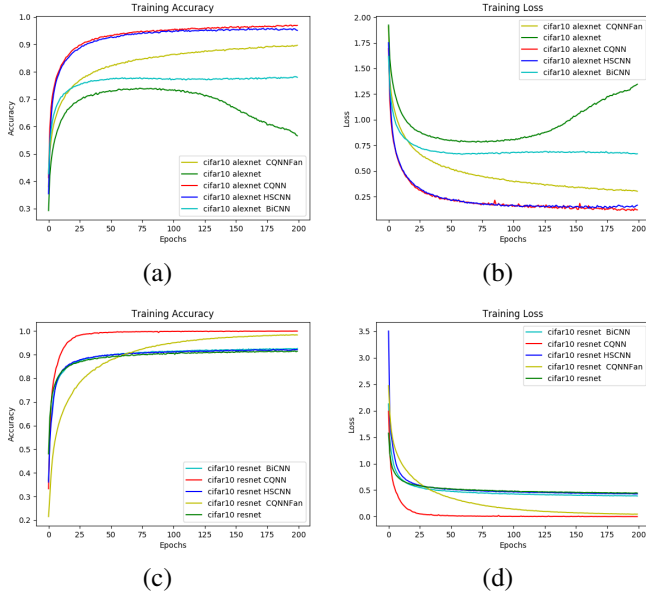 Training Accuracy
1.0
0.9
0.8
0.7
0.6
0.5
0.4
0.3
Accuracy
cifar10 alexnet CQNNFan
cifar10 alexnet
cifar10 alexnet CQNN
cifar10 alexnet HSCNN
cifar10 alexnet BiCNN
0 25 50 75 100 125 150 175 200
Epochs
(a)
Training Loss
2.00
1.75
1.50
1.25
1.00
0.75
0.50
0.25
Loss
cifar10 alexnet CQNNFan
cifar10 alexnet
cifar10 alexnet CQNN
cifar10 alexnet HSCNN
cifar10 alexnet BiCNN
0 25 50 75 100 125 150 175 200
Epochs
(b)
Training Accuracy
1.0
0.9
0.8
0.7
0.6
0.5
0.4
0.3
0.2
Accuracy
cifar10 resnet BiCNN
cifar10 resnet CQNN
cifar10 resnet HSCNN
cifar10 resnet CQNNFan
cifar10 resnet
0 25 50 75 100 125 150 175 200
Epochs
(c)
Training Loss
3.5
3.0
2.5
2.0
1.5
1.0
0.5
0.0
Loss
cifar10 resnet BiCNN
cifar10 resnet CQNN
cifar10 resnet HSCNN
cifar10 resnet CQNNFan
cifar10 resnet
0 25 50 75 100 125 150 175 200
Epochs
(d)